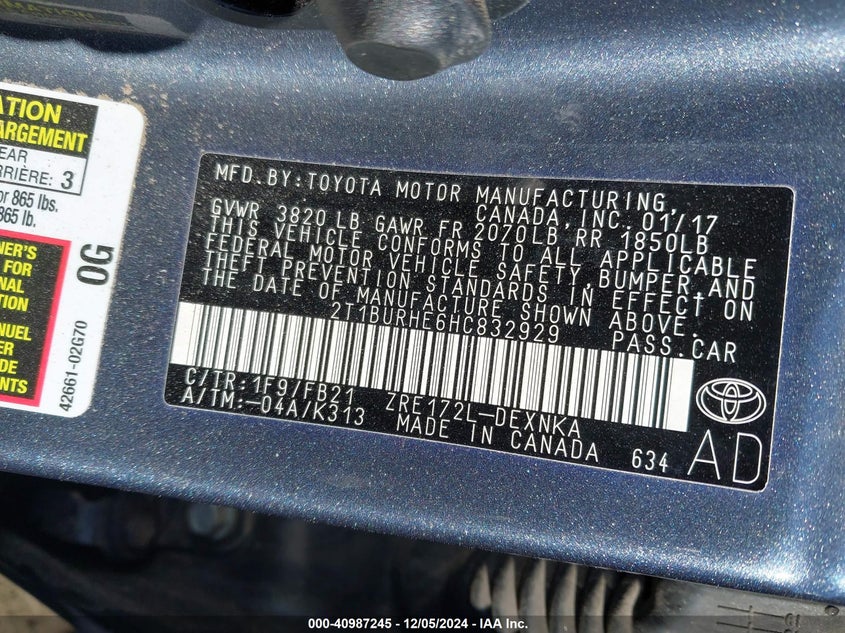 RMATION
ATION
ARGEMENT
EAR
RRIÈRE: 3
or 865 lbs.
865 lb.
NER'S
FOR
NAL
TION
NUEL
ER
DE
ENTS
42661-02G70
0G
MFD.BY:TOYOTA MOTOR MANUFACTURING,
CANADA,INC.01/17
GVWR 3820 LB GAWR FR 2070LB RR 1850LB
THIS VEHICLE CONFORMS TO ALL APPLICABLE
FEDERAL MOTOR VEHICLE SAFETY,BUMPER,AND
THEFT PREVENTION STANDARDS IN EFFECT ON
THE DATE OF MANUFACTURE SHOWN ABOVE.
2T1BURHE6HC832929 PASS.CAR
C/TR:1F9/FB21 ZRE172L-DEXNKA
A/TM:-04A/K313 MADE IN CANADA 634
AD
000-40987245 - 12/05/2024 - IAA Inc.